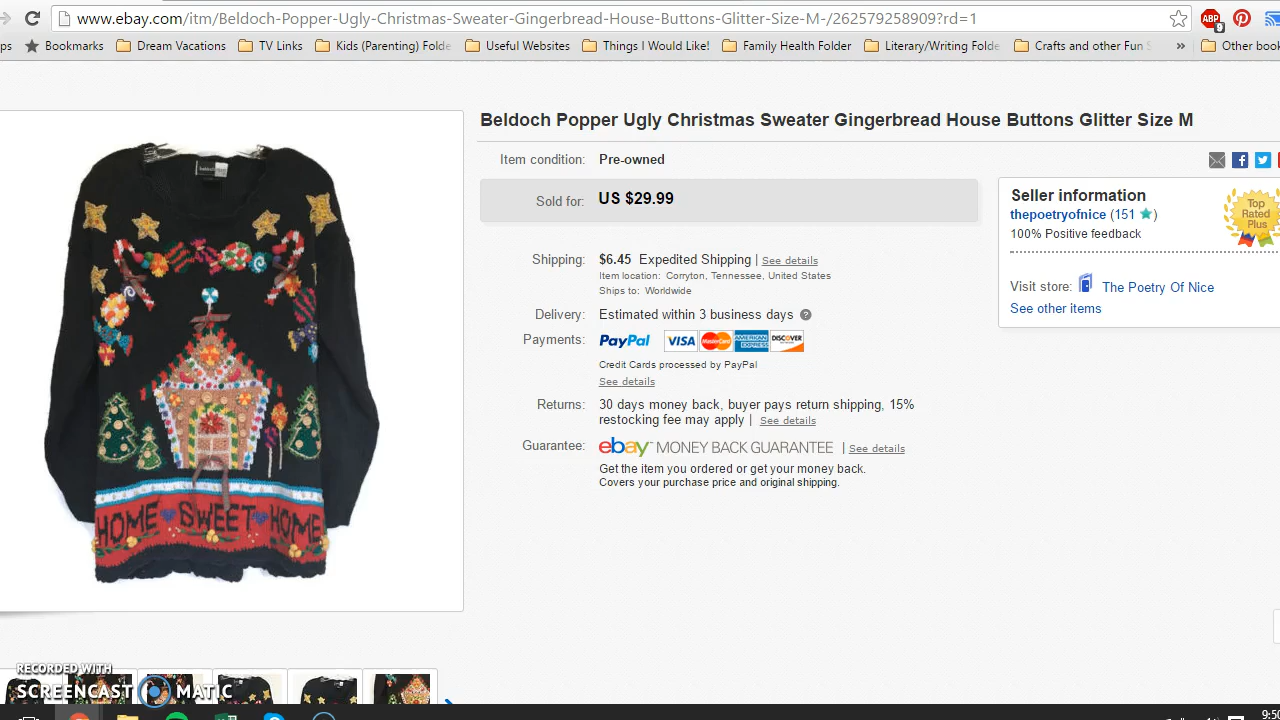 www.ebay.com/itm/Beldoch-Popper-Ugly-Christmas-Sweater-Gingerbread-House-Buttons-Glitter-Size-M-/262579258909?rd=1
ABP
9
ps Bookmarks Dream Vacations TV Links Kids (Parenting) Folde Useful Websites Things I Would Like! Family Health Folder Literary/Writing Folde Crafts and other Fun S » Other book
Beldoch Popper Ugly Christmas Sweater Gingerbread House Buttons Glitter Size M
Item condition: Pre-owned
Sold for: US $29.99
Shipping: $6.45 Expedited Shipping | See details
Item location: Corryton, Tennessee, United States
Ships to: Worldwide
Delivery: Estimated within 3 business days ?
Payments: PayPal VISA MasterCard AMERICAN EXPRESS DISCOVER
Credit Cards processed by PayPal
See details
Returns: 30 days money back, buyer pays return shipping, 15%
restocking fee may apply | See details
Guarantee: ebay MONEY BACK GUARANTEE | See details
Get the item you ordered or get your money back.
Covers your purchase price and original shipping.
Seller information
thepoetryofnice (151 )
100% Positive feedback
Top
Rated
Plus
Visit store: The Poetry Of Nice
See other items
HOME SWEET HOME
RECORDED WITH
SCREENCAST MATIC
9:50